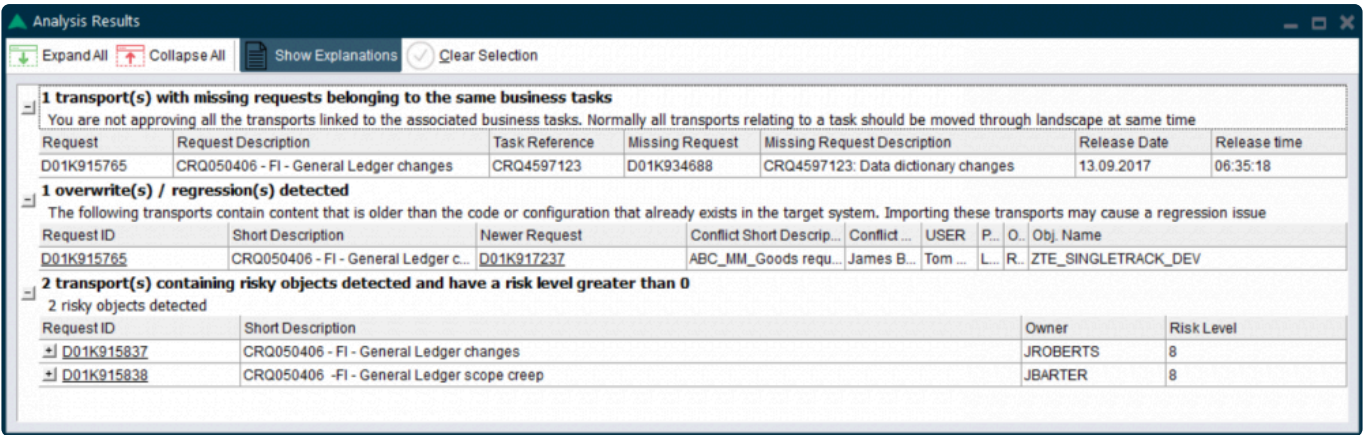 Analysis Results
Expand All Collapse All Show Explanations Clear Selection
1 transport(s) with missing requests belonging to the same business tasks
You are not approving all the transports linked to the associated business tasks. Normally all transports relating to a task should be moved through landscape at same time
Request Request Description Task Reference Missing Request Missing Request Description Release Date Release time
D01K915765 CRQ050406 - FI - General Ledger changes CRQ4597123 D01K934688 CRQ4597123: Data dictionary changes 13.09.2017 06:35:18
1 overwrite(s) / regression(s) detected
The following transports contain content that is older than the code or configuration that already exists in the target system. Importing these transports may cause a regression issue
Request ID Short Description Newer Request Conflict Short Descrip... Conflict ... USER P... O.. Obj. Name
D01K915765 CRQ050406 - FI - General Ledger c... D01K917237 ABC_MM_Goods requ... James B... Tom ... L... R.. ZTE_SINGLETRACK_DEV
2 transport(s) containing risky objects detected and have a risk level greater than 0
2 risky objects detected
Request ID Short Description Owner Risk Level
D01K915837 CRQ050406 - FI - General Ledger changes JROBERTS 8
D01K915838 CRQ050406 -FI - General Ledger scope creep JBARTER 8